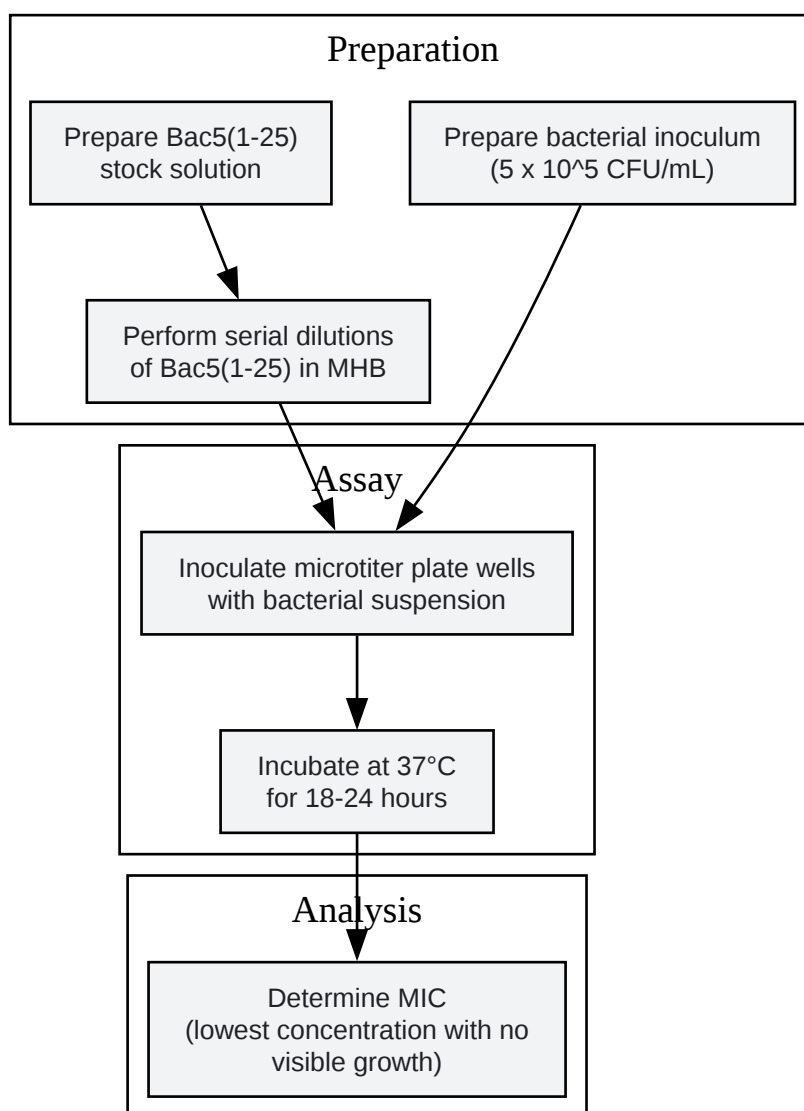 Preparation
Prepare Bac5(1-25)
stock solution
Prepare bacterial inoculum
(5 x 10^5 CFU/mL)
Perform serial dilutions
of Bac5(1-25) in MHB
Assay
Inoculate microtiter plate wells
with bacterial suspension
Incubate at 37°C
for 18-24 hours
Analysis
Determine MIC
(lowest concentration with no
visible growth)